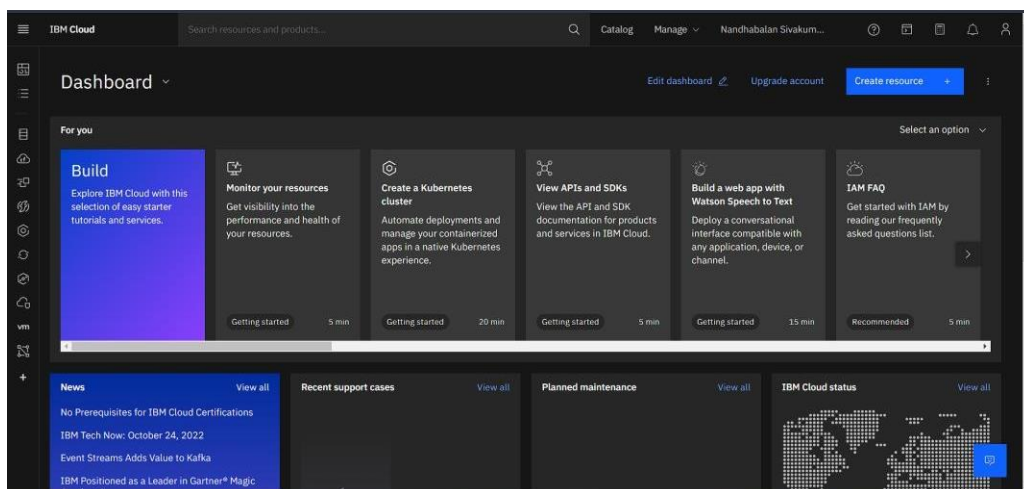 IBM Cloud
Search resources and products...
Catalog
Manage
Nandhabalan Sivakum...
Dashboard
Edit dashboard
Upgrade account
Create resource +
For you
Select an option
Build
Explore IBM Cloud with this
selection of easy starter
tutorials and services.
Monitor your resources
Get visibility into the
performance and health of
your resources.
Getting started
5 min
Create a Kubernetes
cluster
Automate deployments and
manage your containerized
apps in a native Kubernetes
experience.
Getting started
20 min
View APIs and SDKs
View the API and SDK
documentation for products
and services in IBM Cloud.
Getting started
5 min
Build a web app with
Watson Speech to Text
Deploy a conversational
interface compatible with
any application, device, or
channel.
Getting started
15 min
IAM FAQ
Get started with IAM by
reading our frequently
asked questions list.
Recommended
5 min
vm
News
View all
No Prerequisites for IBM Cloud Certifications
IBM Tech Now: October 24, 2022
Event Streams Adds Value to Kafka
IBM Positioned as a Leader in Gartner® Magic
Recent support cases
View all
Planned maintenance
View all
IBM Cloud status
View all